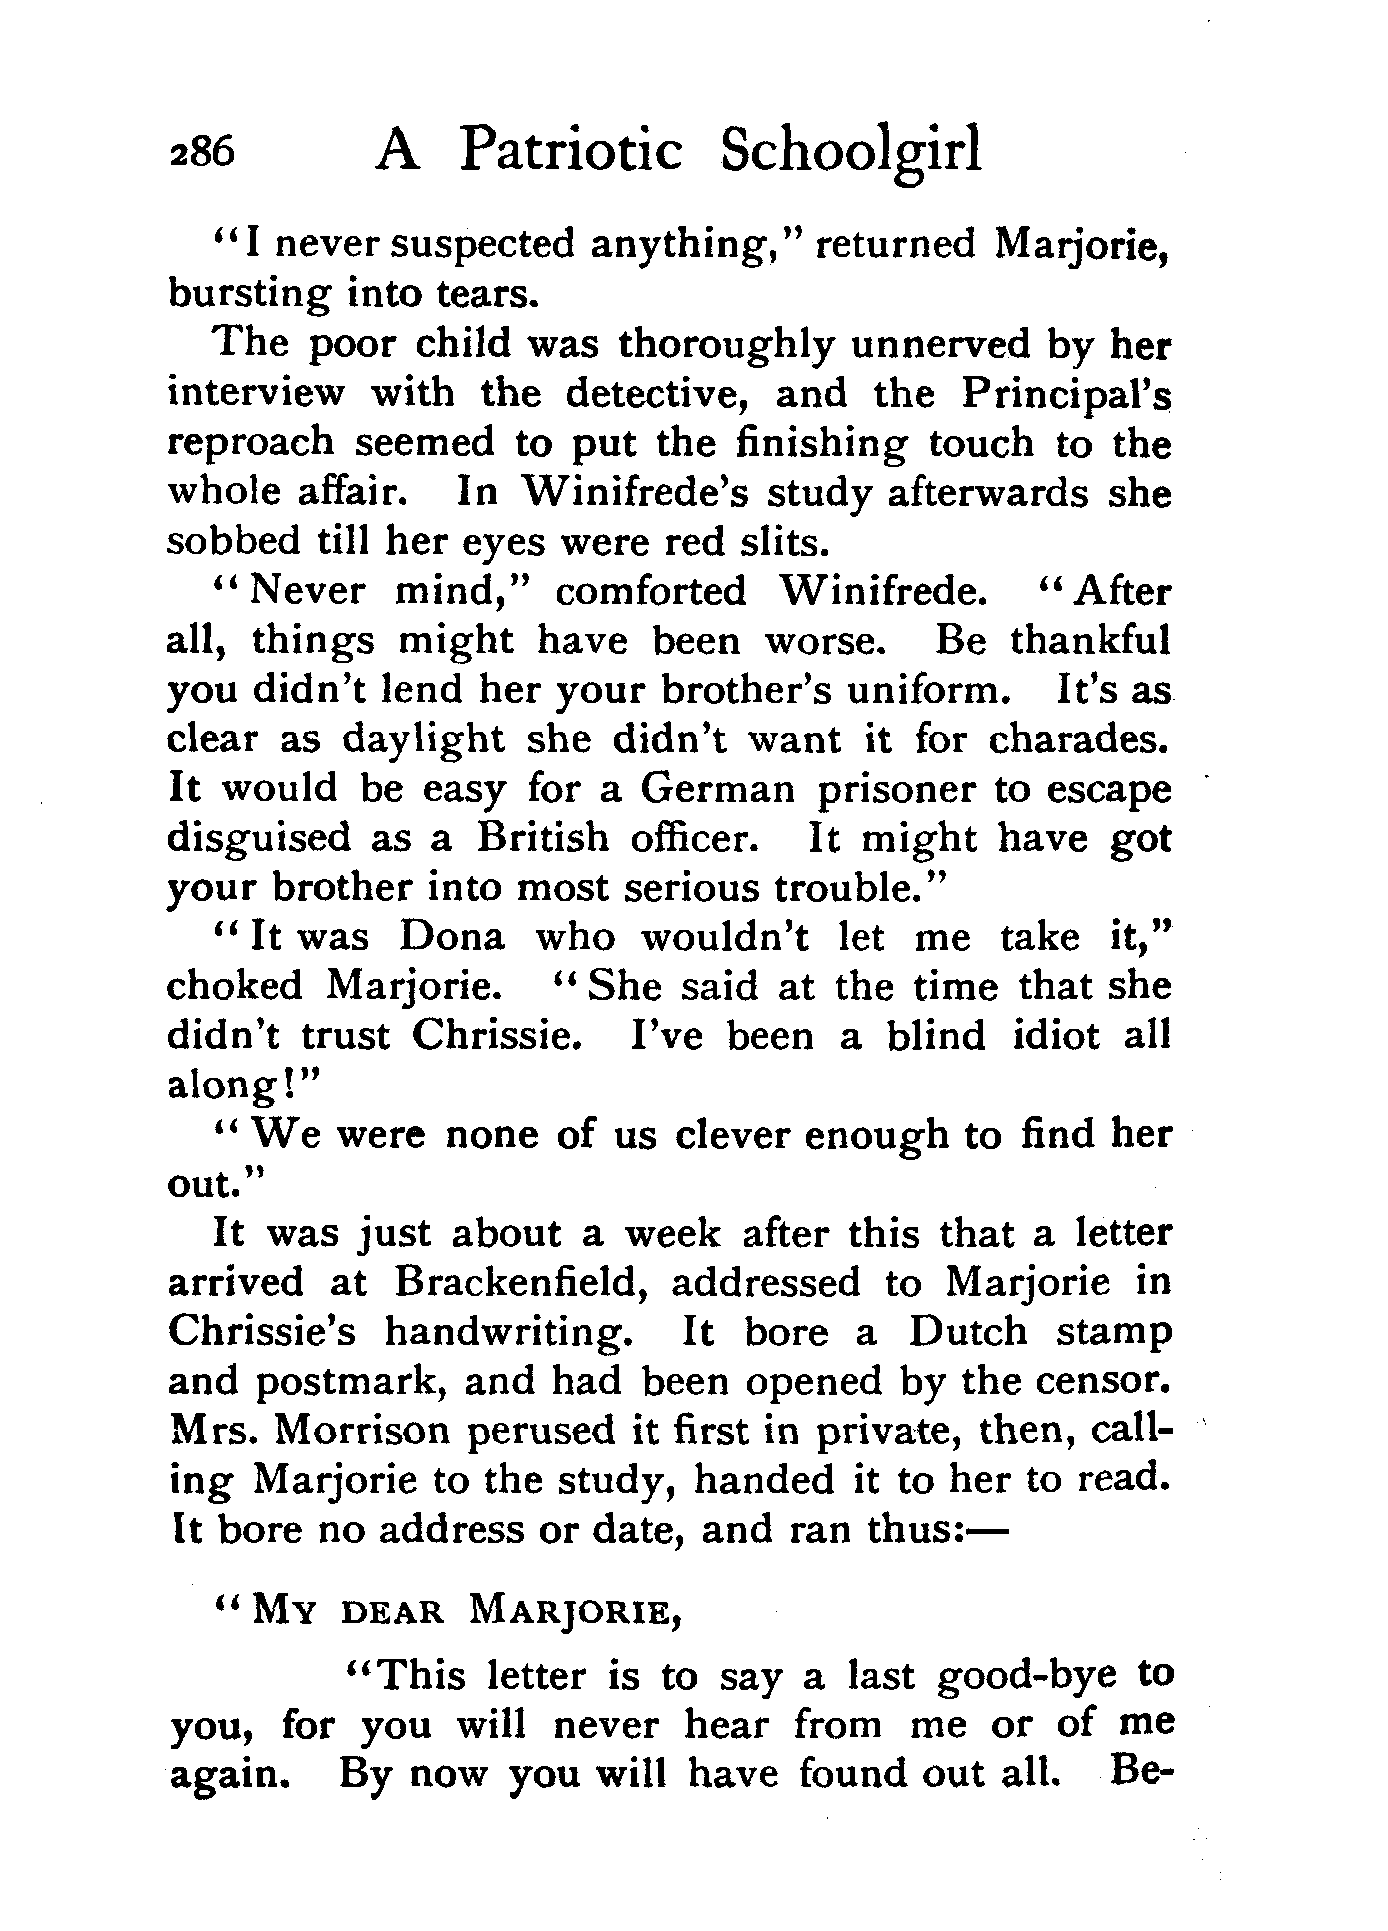 286 A Patriotic Schoolgirl
“I never suspected anything,” returned Marjorie,
bursting into tears.
The poor child was thoroughly unnerved by her
interview with the detective, and the Principal’s
reproach seemed to put the finishing touch to the
whole affair. In Winifrede’s study afterwards she
sobbed till her eyes were red slits.
“Never mind,” comforted Winifrede. “After
all, things might have been worse. Be thankful
you didn’t lend her your brother’s uniform. It’s as
clear as daylight she didn’t want it for charades.
It would be easy for a German prisoner to escape
disguised as a British officer. It might have got
your brother into most serious trouble.”
“It was Dona who wouldn’t let me take it,”
choked Marjorie. “She said at the time that she
didn’t trust Chrissie. I’ve been a blind idiot all
along!”
“We were none of us clever enough to find her
out.”
It was just about a week after this that a letter
arrived at Brackenfield, addressed to Marjorie in
Chrissie’s handwriting. It bore a Dutch stamp
and postmark, and had been opened by the censor.
Mrs. Morrison perused it first in private, then, call-
ing Marjorie to the study, handed it to her to read.
It bore no address or date, and ran thus:—
“MY DEAR MARJORIE,
“This letter is to say a last good-bye to
you, for you will never hear from me or of me
again. By now you will have found out all. Be-